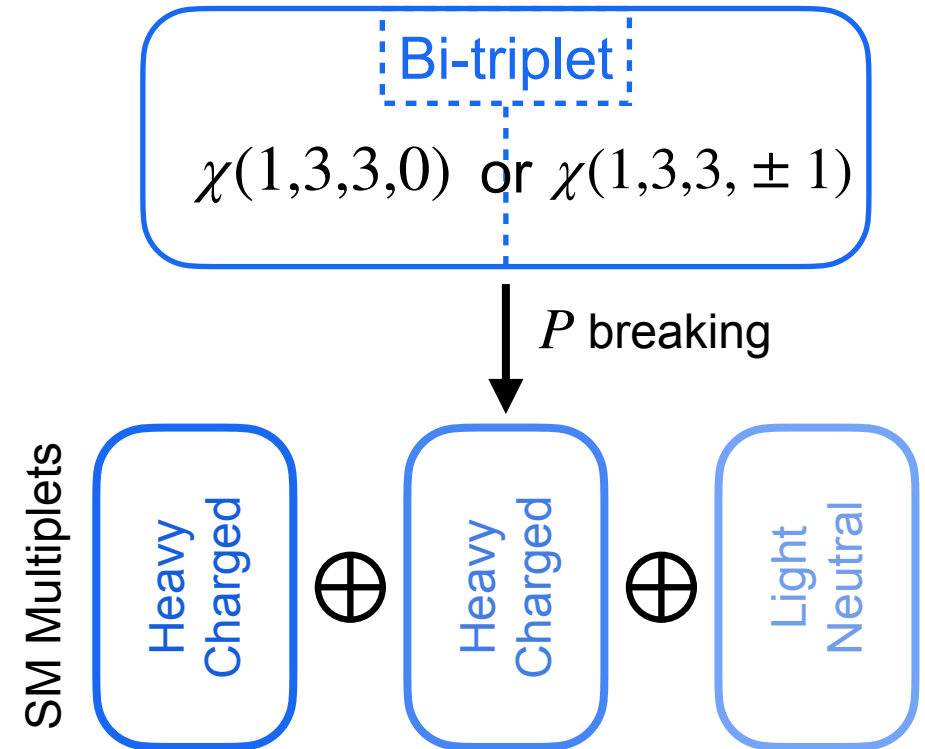 Bi-triplet
χ(1,3,3,0) or χ(1,3,3, ± 1)
P breaking
SM Multiplets
Heavy
Charged
⊕
Heavy
Charged
⊕
Light
Neutral